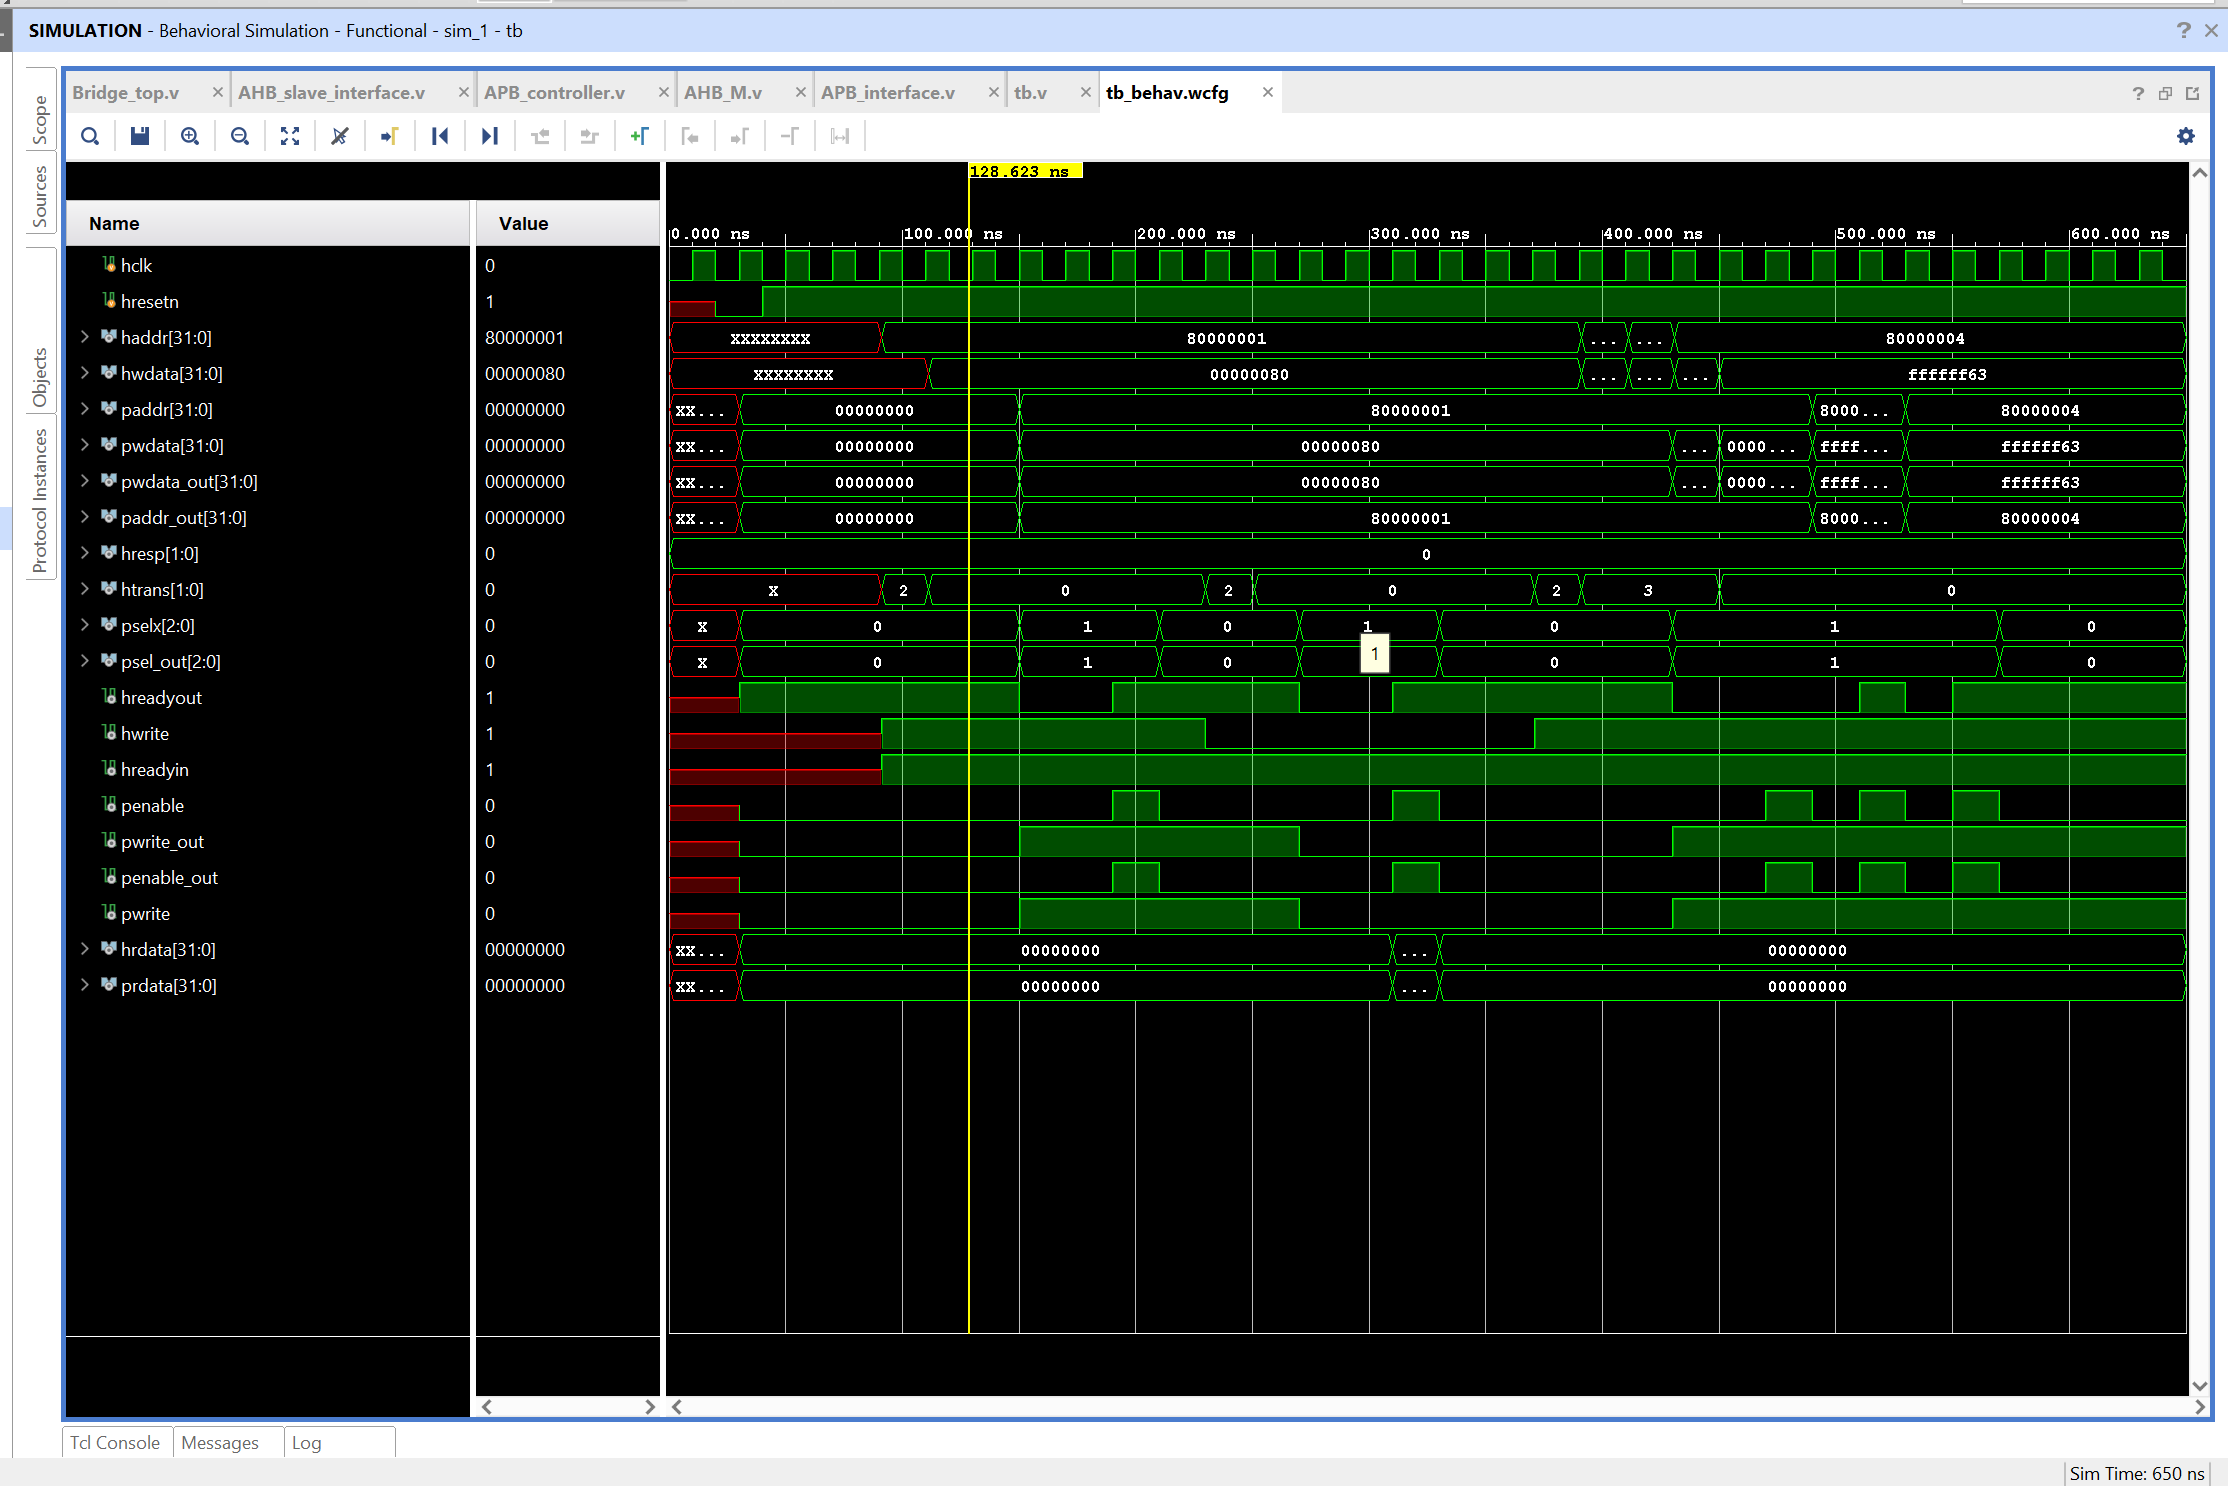 SIMULATION - Behavioral Simulation - Functional - sim_1 - tb
? ×
Bridge_top.v × AHB_slave_interface.v × APB_controller.v × AHB_M.v × APB_interface.v × tb.v × tb_behav.wcfg ×
?
Scope
Sources
Objects
Protocol Instances
128.623 ns
Name Value
0.000 ns 100.000 ns 200.000 ns 300.000 ns 400.000 ns 500.000 ns 600.000 ns
hclk 0
hresetn 1
haddr[31:0] 80000001 XXXXXXXX 80000001 ... ... 80000004
hwdata[31:0] 00000080 XXXXXXXX 00000080 ... ... ... ffffff63
paddr[31:0] 00000000 XX... 00000000 80000001 8000... 80000004
pwdata[31:0] 00000000 XX... 00000000 00000080 ... 0000... ffff... ffffff63
pwdata_out[31:0] 00000000 XX... 00000000 00000080 ... 0000... ffff... ffffff63
paddr_out[31:0] 00000000 XX... 00000000 80000001 8000... 80000004
hresp[1:0] 0 0
htrans[1:0] 0 X 2 0 2 0 2 3 0
pselx[2:0] 0 X 0 1 0 1 0 1 0
psel_out[2:0] 0 X 0 1 0 1 0 1 0
hreadyout 1
hwrite 1
hreadyin 1
penable 0
pwrite_out 0
penable_out 0
pwrite 0
hrdata[31:0] 00000000 XX... 00000000 ... 00000000
prdata[31:0] 00000000 XX... 00000000 ... 00000000
Tcl Console Messages Log
Sim Time: 650 ns